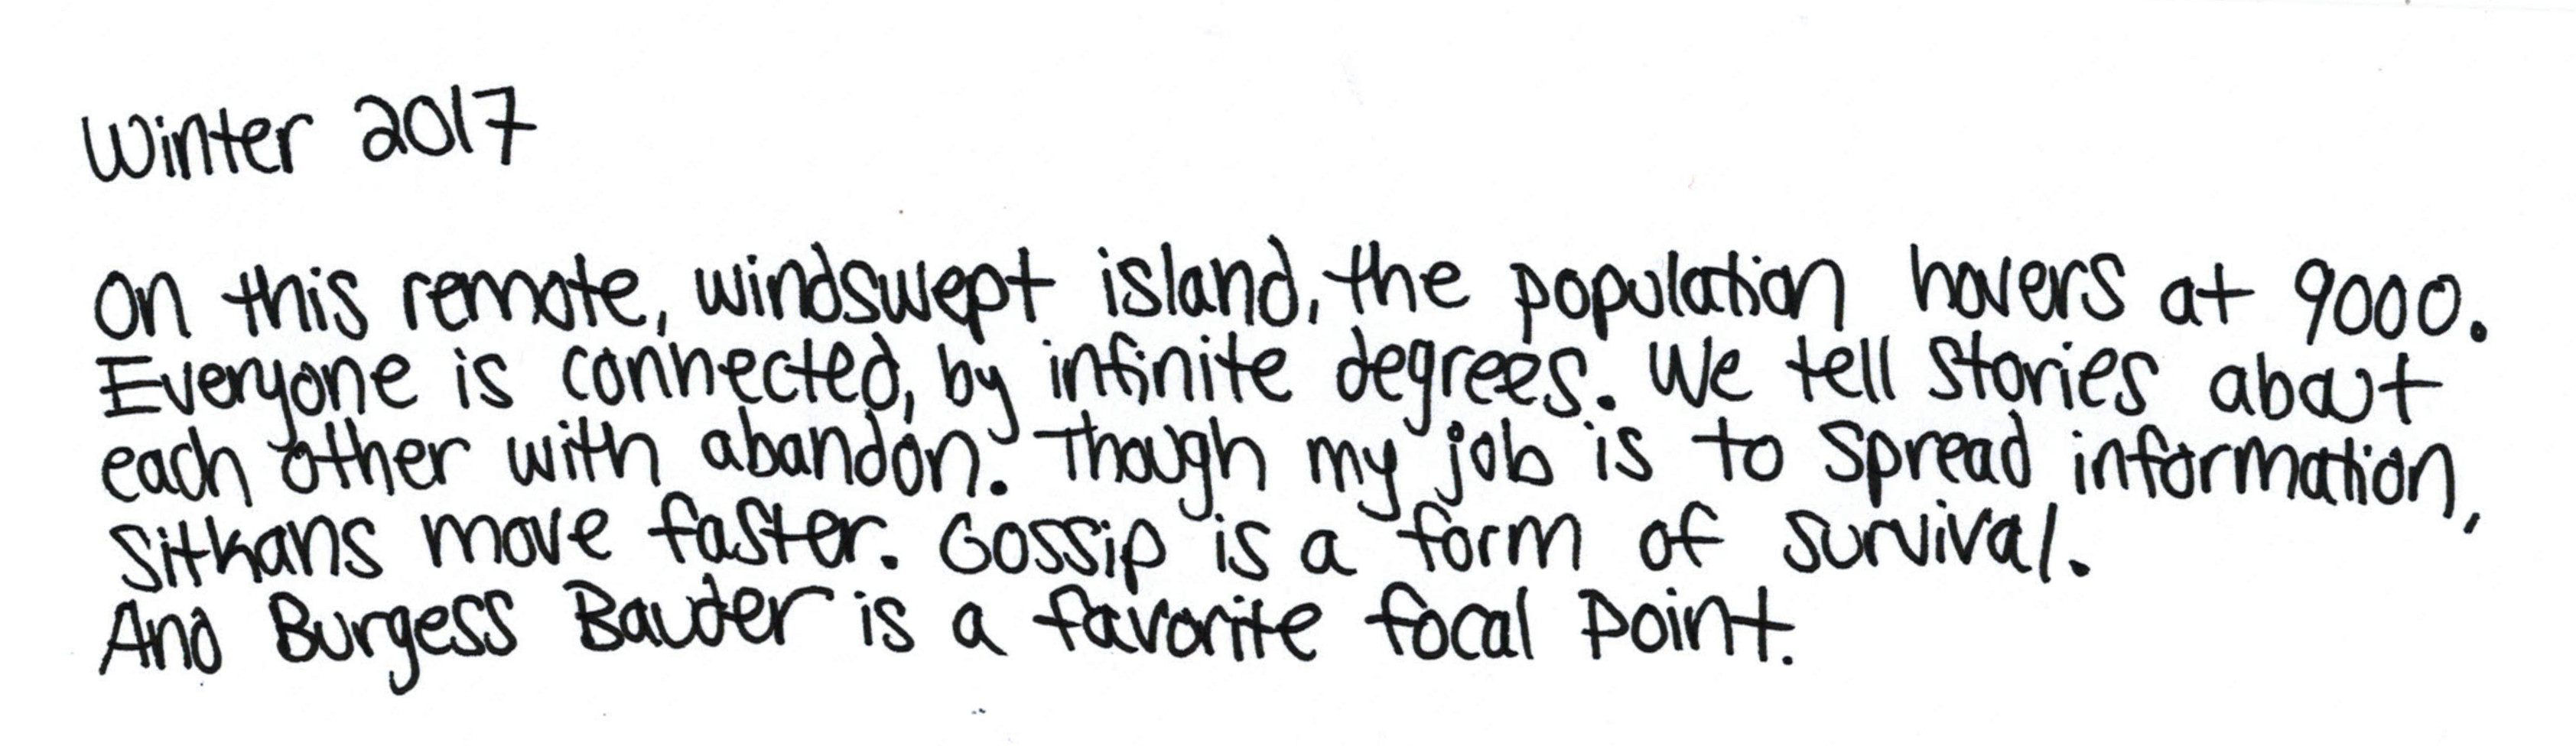 Winter 2017
On this remote, windswept island, the population hovers at 9000.
Everyone is connected, by infinite degrees. We tell stories about
each other with abandon. Though my job is to spread information,
Sitkans move faster. Gossip is a form of survival.
And Burgess Bauder is a favorite focal point.